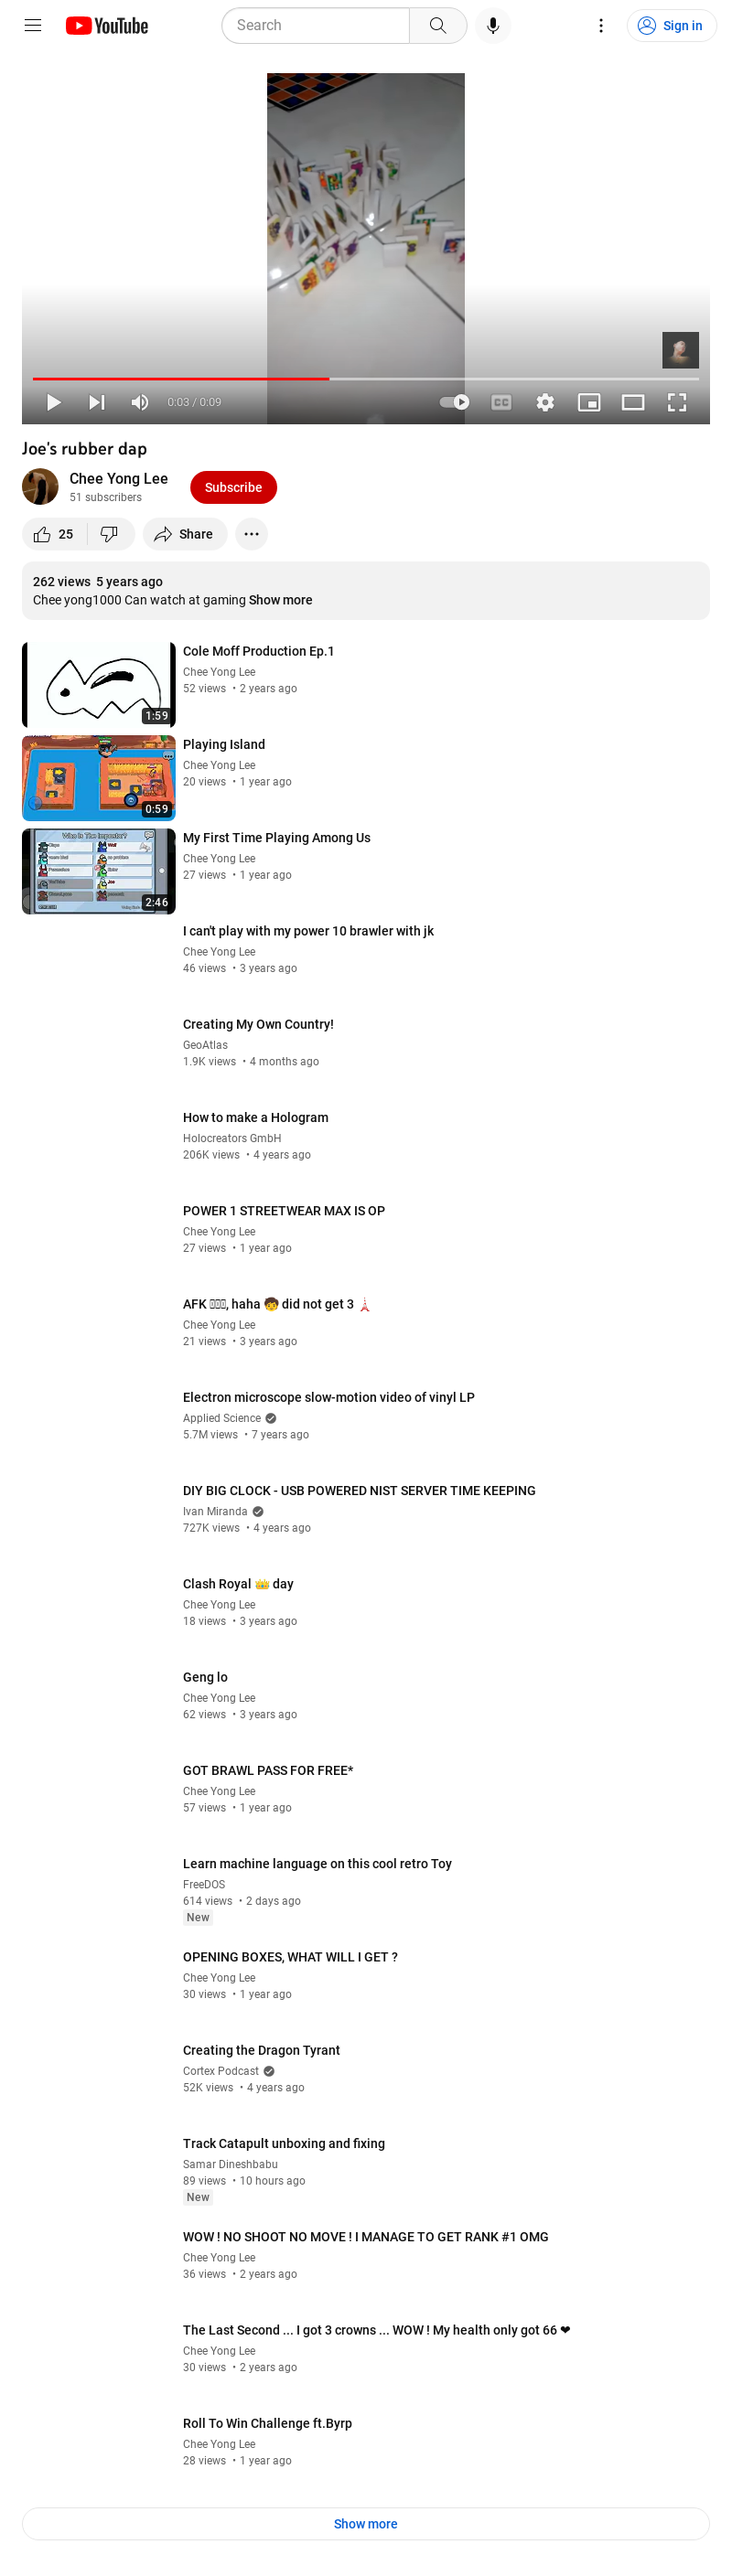 YouTube
Search
Sign in
0:03 / 0:09
CC
Joe's rubber dap
Chee Yong Lee
51 subscribers
Subscribe
25
Share
262 views 5 years ago
Chee yong1000 Can watch at gaming Show more
Cole Moff Production Ep.1
Chee Yong Lee
52 views • 2 years ago
1:59
Playing Island
Chee Yong Lee
20 views • 1 year ago
0:59
Who Is The Impostor?
My First Time Playing Among Us
Chee Yong Lee
27 views • 1 year ago
2:46
I can't play with my power 10 brawler with jk
Chee Yong Lee
46 views • 3 years ago
Creating My Own Country!
GeoAtlas
1.9K views • 4 months ago
How to make a Hologram
Holocreators GmbH
206K views • 4 years ago
POWER 1 STREETWEAR MAX IS OP
Chee Yong Lee
27 views • 1 year ago
AFK, haha 🧒 did not get 3 🗼
Chee Yong Lee
21 views • 3 years ago
Electron microscope slow-motion video of vinyl LP
Applied Science
5.7M views • 7 years ago
DIY BIG CLOCK - USB POWERED NIST SERVER TIME KEEPING
Ivan Miranda
727K views • 4 years ago
Clash Royal 👑 day
Chee Yong Lee
18 views • 3 years ago
Geng lo
Chee Yong Lee
62 views • 3 years ago
GOT BRAWL PASS FOR FREE*
Chee Yong Lee
57 views • 1 year ago
Learn machine language on this cool retro Toy
FreeDOS
614 views • 2 days ago
New
OPENING BOXES, WHAT WILL I GET ?
Chee Yong Lee
30 views • 1 year ago
Creating the Dragon Tyrant
Cortex Podcast
52K views • 4 years ago
Track Catapult unboxing and fixing
Samar Dineshbabu
89 views • 10 hours ago
New
WOW ! NO SHOOT NO MOVE ! I MANAGE TO GET RANK #1 OMG
Chee Yong Lee
36 views • 2 years ago
The Last Second ... I got 3 crowns ... WOW ! My health only got 66 ❤
Chee Yong Lee
30 views • 2 years ago
Roll To Win Challenge ft.Byrp
Chee Yong Lee
28 views • 1 year ago
Show more